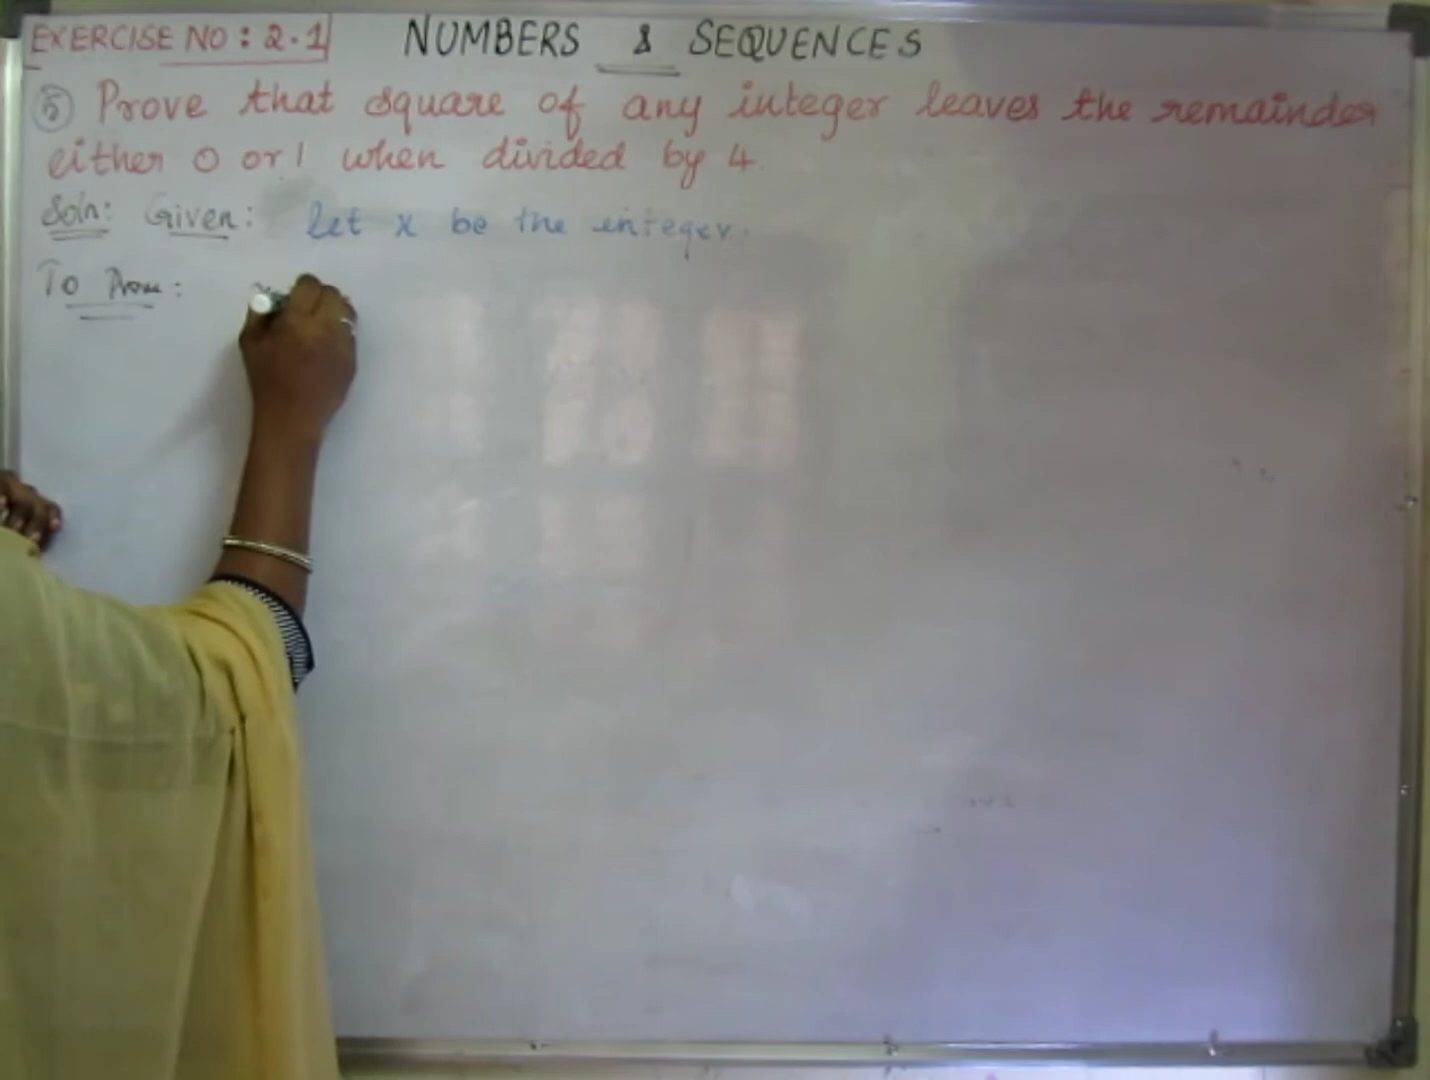 EXERCISE NO : 2.1 NUMBERS & SEQUENCES
5 Prove that square of any integer leaves the remainder
either 0 or 1 when divided by 4.
Soln: Given: let x be the integer.
To Prove: